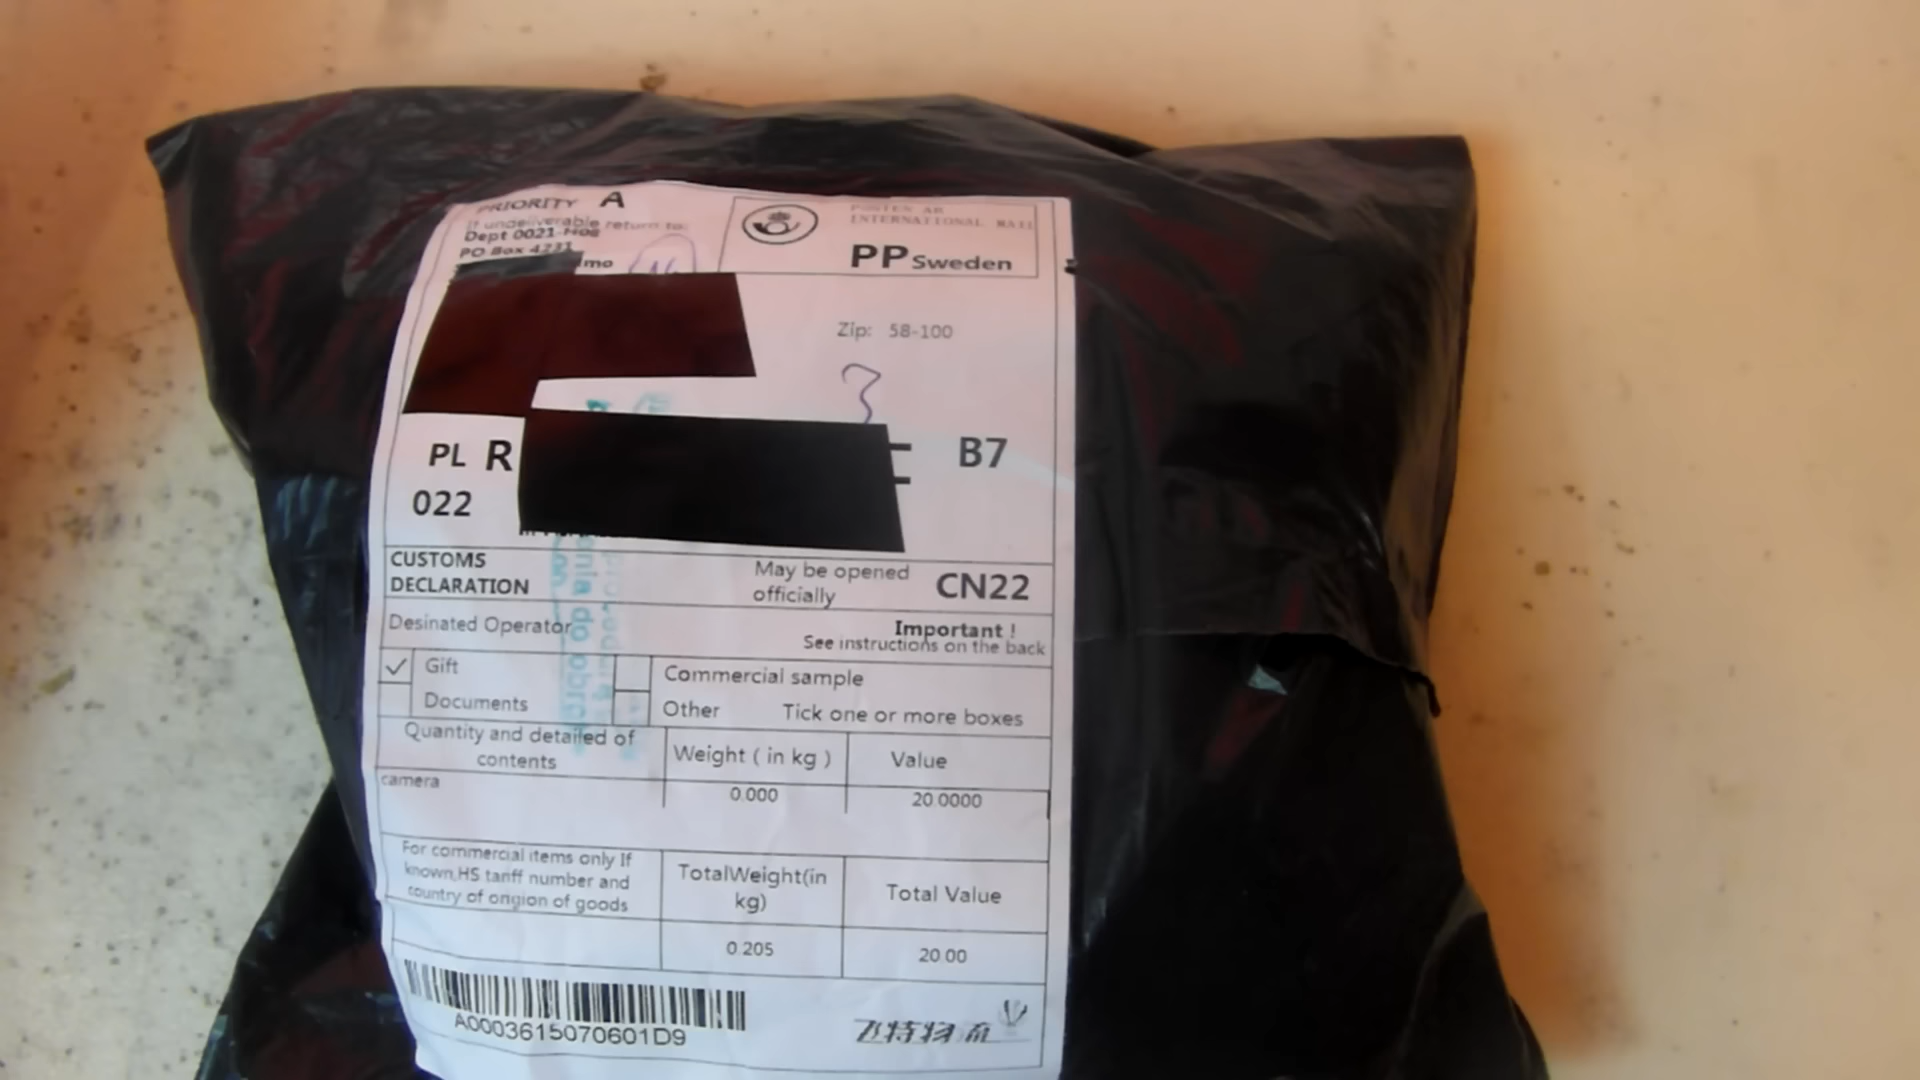 PRIORITY A
If undeliverable return to:
Dept 0021-H08
PO Box 4231
mo
POSTEN AB
INTERNATIONAL MAIL
PP Sweden
Zip: 58-100
3
PL R
B7
022
CUSTOMS
DECLARATION
May be opened
officially
CN22
Desinated Operator
Important !
See instructions on the back
Gift
Commercial sample
Documents
Other
Tick one or more boxes
Quantity and detailed of
contents
Weight ( in kg )
Value
camera
0.000
20.0000
For commercial items only If
known,HS tariff number and
country of origion of goods
TotalWeight(in
kg)
Total Value
0.205
20.00
A0003615070601D9
飞特物流